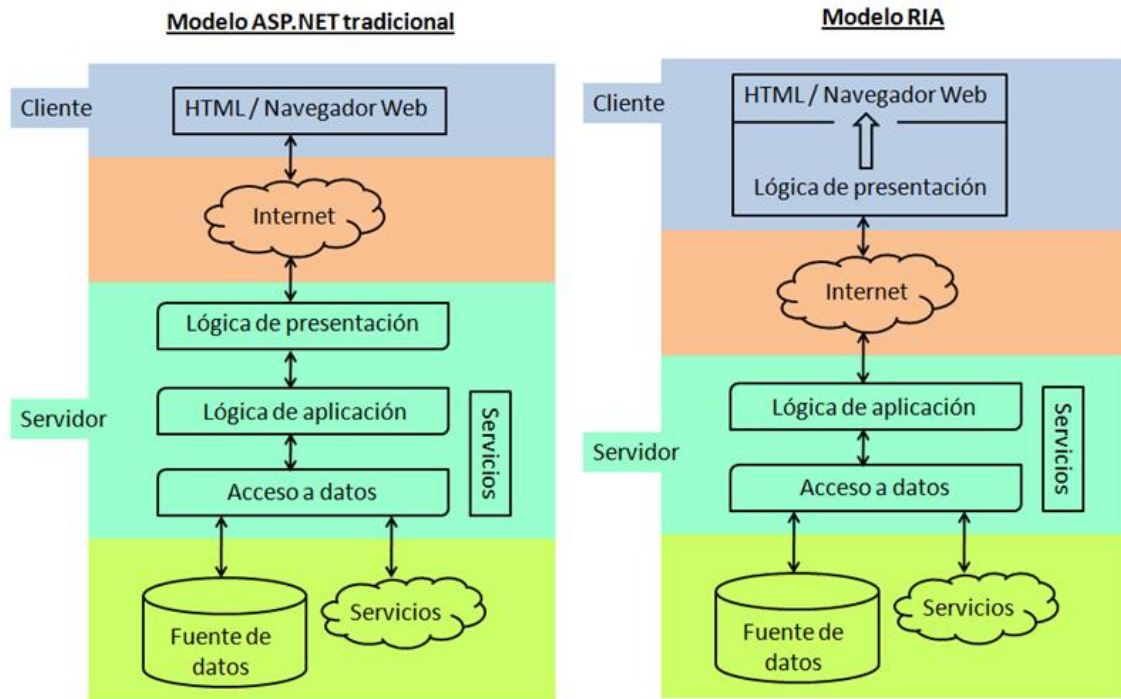 Modelo ASP.NET tradicional
Cliente
HTML / Navegador Web
Internet
Lógica de presentación
Servidor
Lógica de aplicación
Servicios
Acceso a datos
Fuente de
datos
Servicios
Modelo RIA
Cliente
HTML / Navegador Web
Lógica de presentación
Internet
Lógica de aplicación
Servicios
Servidor
Acceso a datos
Fuente de
datos
Servicios